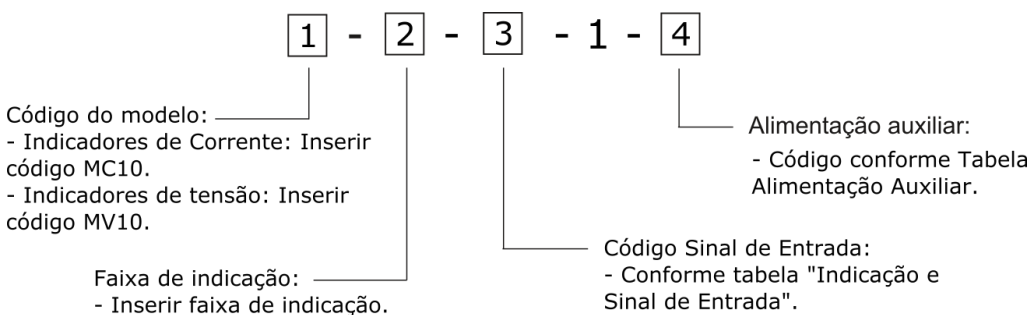 1 - 2 - 3 - 1 - 4
Código do modelo:
- Indicadores de Corrente: Inserir
código MC10.
- Indicadores de tensão: Inserir
código MV10.
Faixa de indicação:
- Inserir faixa de indicação.
Código Sinal de Entrada:
- Conforme tabela "Indicação e
Sinal de Entrada".
Alimentação auxiliar:
- Código conforme Tabela
Alimentação Auxiliar.